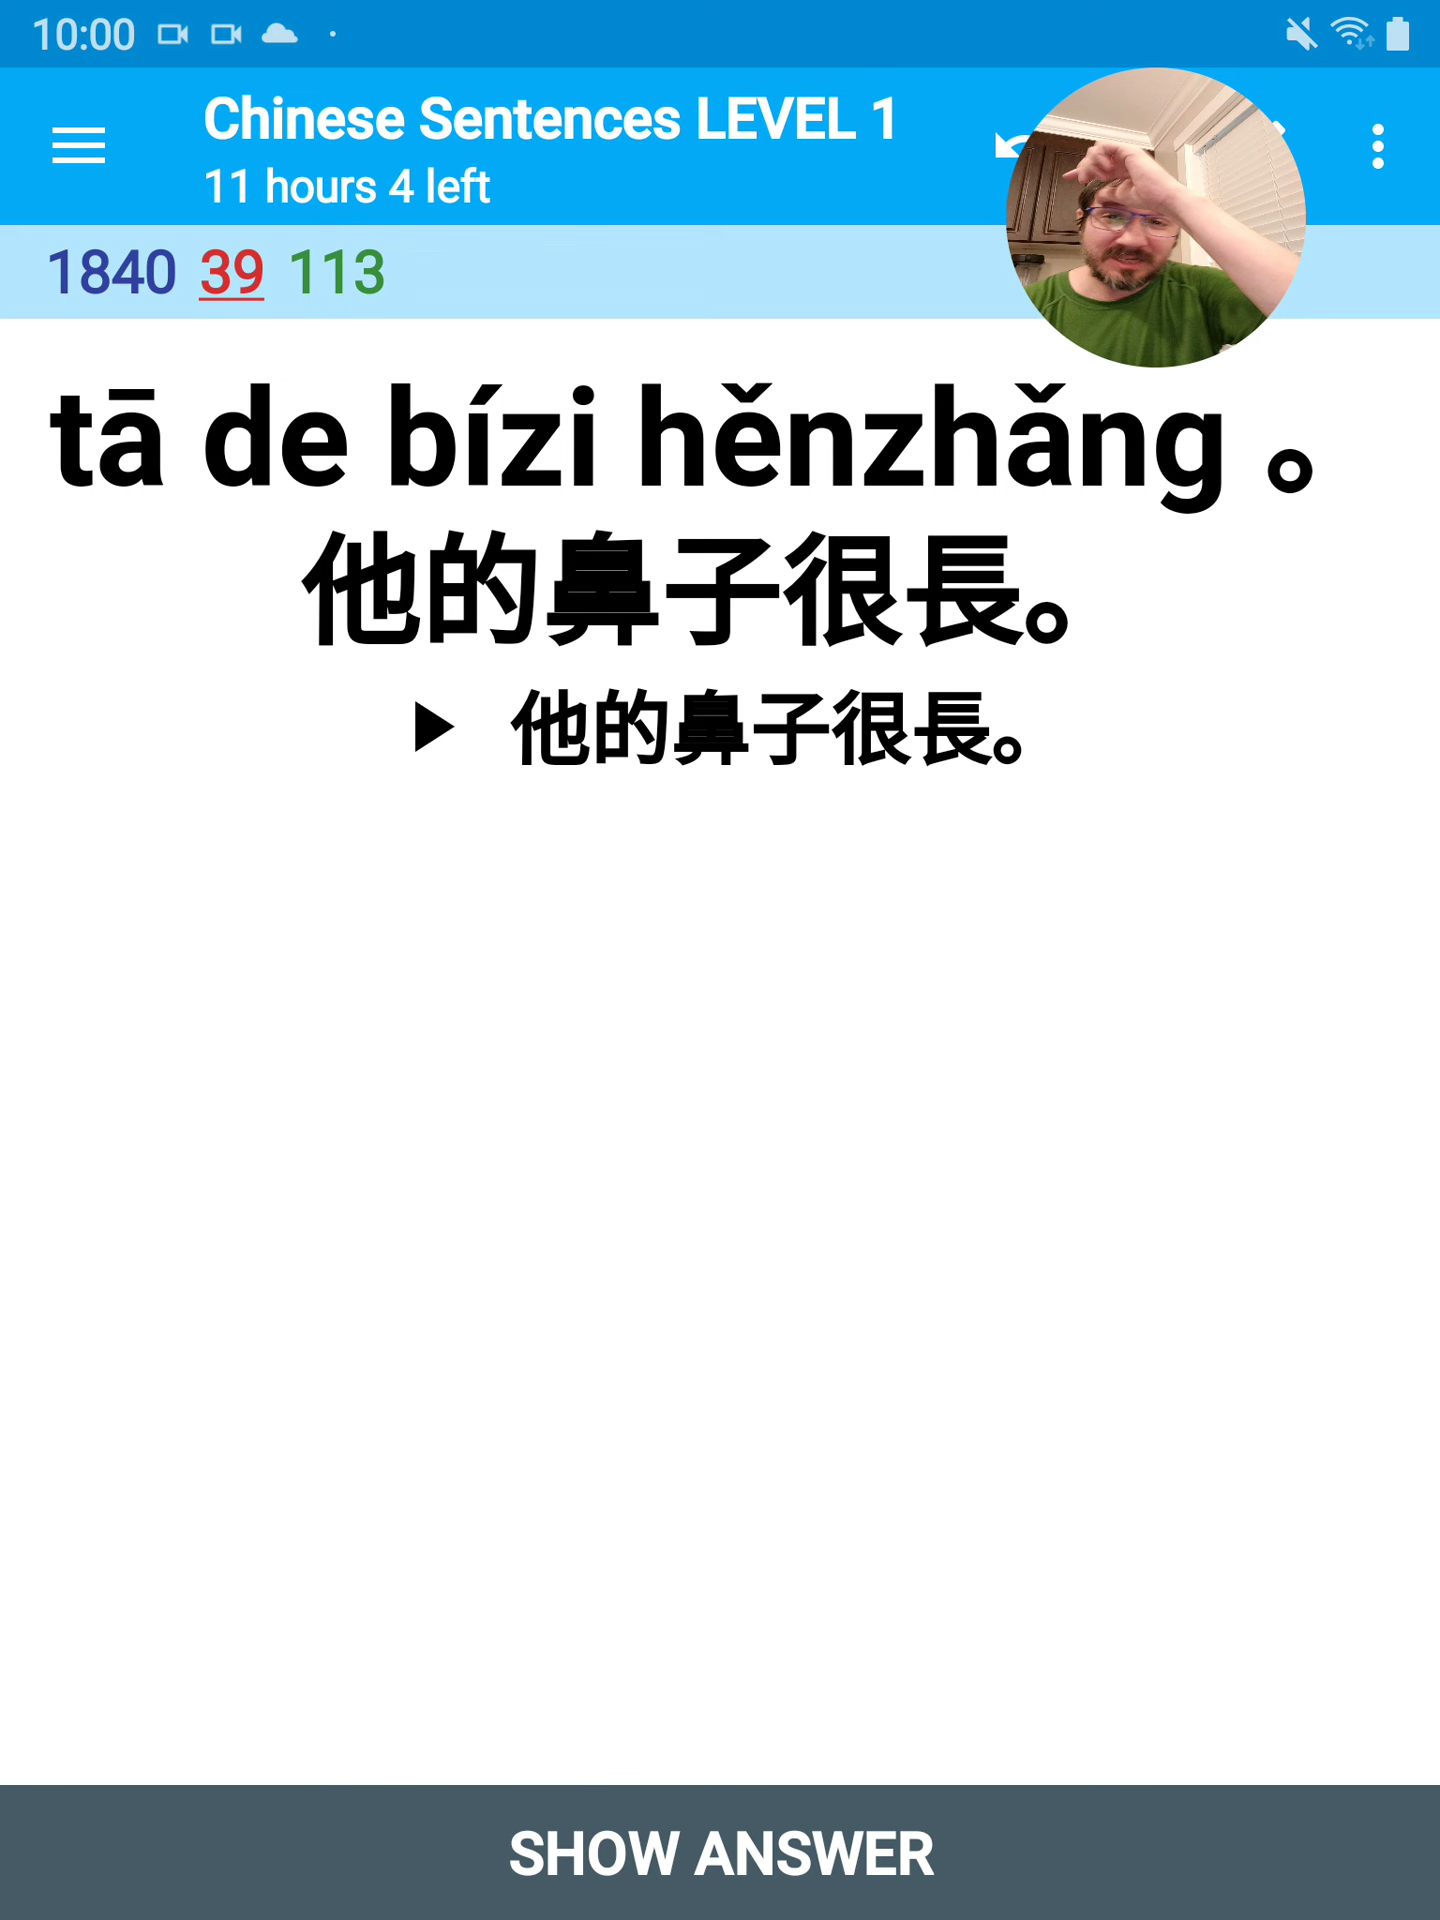 10:00
Chinese Sentences LEVEL 1
11 hours 4 left
1840 39 113
tā de bízi hěnzhǎng 。
他的鼻子很長。
他的鼻子很長。
SHOW ANSWER